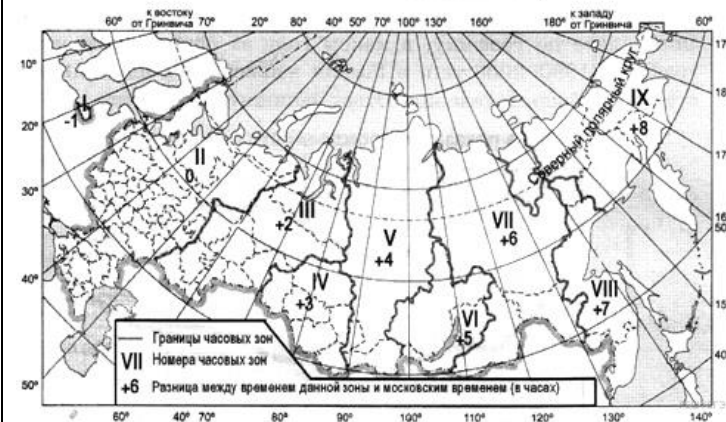 к востоку
от Гринвича
60° 70° 20° 80° 40° 50° 70° 100° 130° 160° 180°
к западу
от Гринвича
60°
10°
20°
30°
40°
50°
I
-1
II
0
III
+2
IV
+3
V
+4
VI
+5
VII
+6
VIII
+7
IX
+8
Северный полярный круг
Границы часовых зон
VII Номера часовых зон
+6 Разница между временем данной зоны и московским временем (в часах)
60° 40° 70° 80° 90° 100° 110° 120° 130° 140°